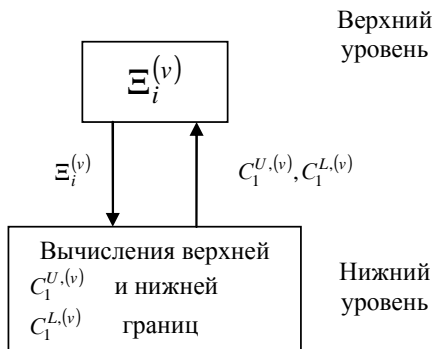 Верхний
уровень
Ξ_i^{(v)}
Ξ_i^{(v)}
C_1^{U,(v)}, C_1^{L,(v)}
Вычисления верхней
C_1^{U,(v)} и нижней
C_1^{L,(v)} границ
Нижний
уровень